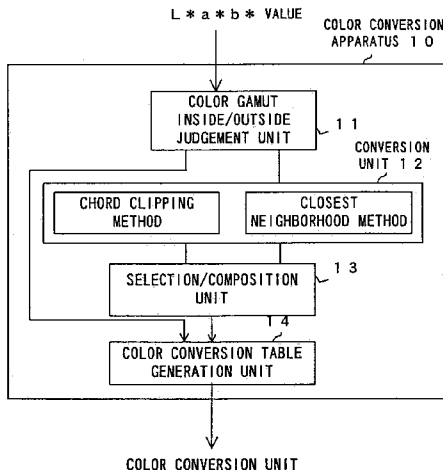 L*a*b* VALUE
COLOR CONVERSION
APPARATUS 10
COLOR GAMUT
INSIDE/OUTSIDE
JUDGEMENT UNIT
11
CONVERSION
UNIT 12
CHORD CLIPPING
METHOD
CLOSEST
NEIGHBORHOOD METHOD
13
SELECTION/COMPOSITION
UNIT
14
COLOR CONVERSION TABLE
GENERATION UNIT
COLOR CONVERSION UNIT